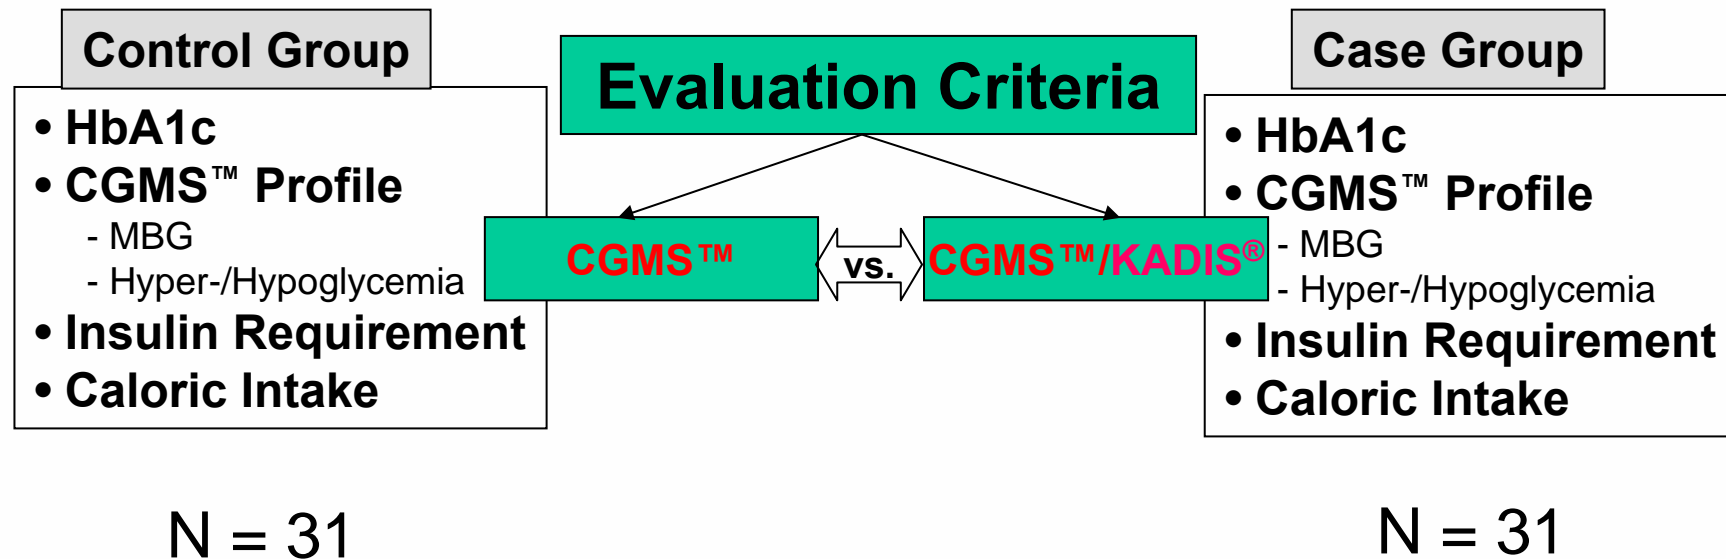 Control Group
• HbA1c
• CGMS™ Profile
- MBG
- Hyper-/Hypoglycemia
• Insulin Requirement
• Caloric Intake
N = 31
Evaluation Criteria
CGMS™
vs.
CGMS™/KADIS®
Case Group
• HbA1c
• CGMS™ Profile
- MBG
- Hyper-/Hypoglycemia
• Insulin Requirement
• Caloric Intake
N = 31